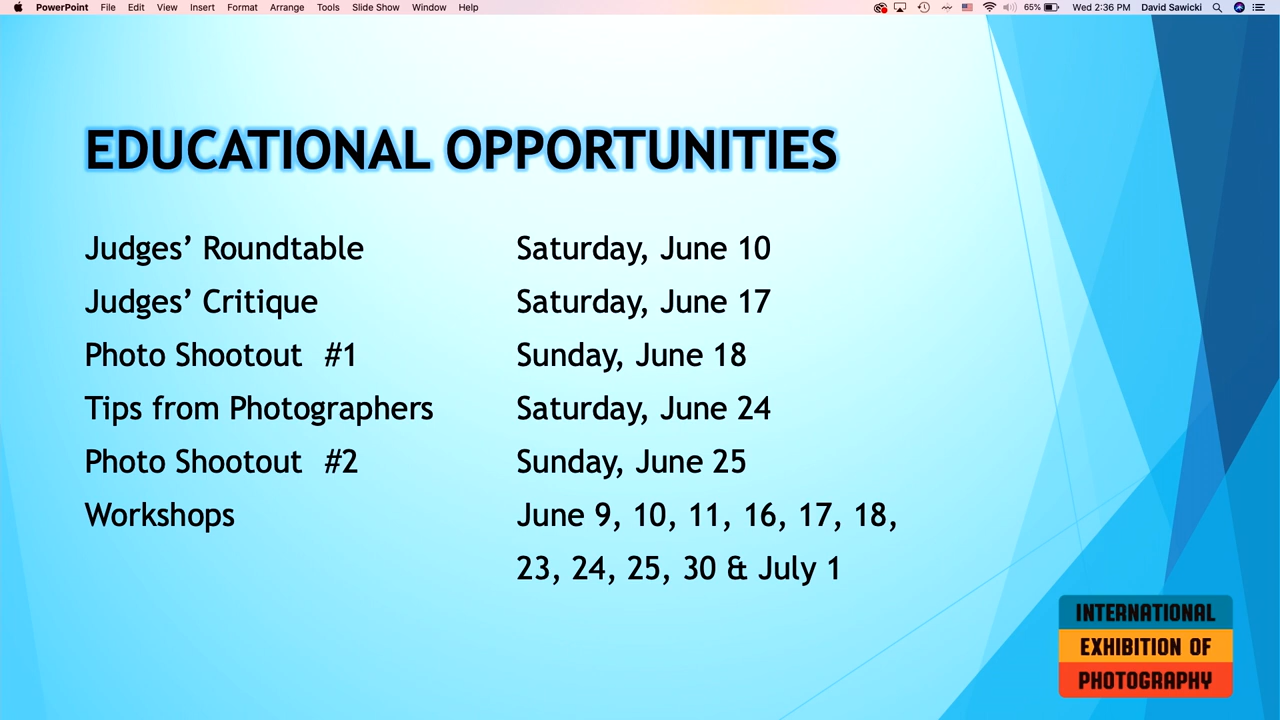 PowerPoint File Edit View Insert Format Arrange Tools Slide Show Window Help 65% Wed 2:36 PM David Sawicki
EDUCATIONAL OPPORTUNITIES
Judges’ Roundtable Saturday, June 10
Judges’ Critique Saturday, June 17
Photo Shootout #1 Sunday, June 18
Tips from Photographers Saturday, June 24
Photo Shootout #2 Sunday, June 25
Workshops June 9, 10, 11, 16, 17, 18,
23, 24, 25, 30 & July 1
INTERNATIONAL
EXHIBITION OF
PHOTOGRAPHY